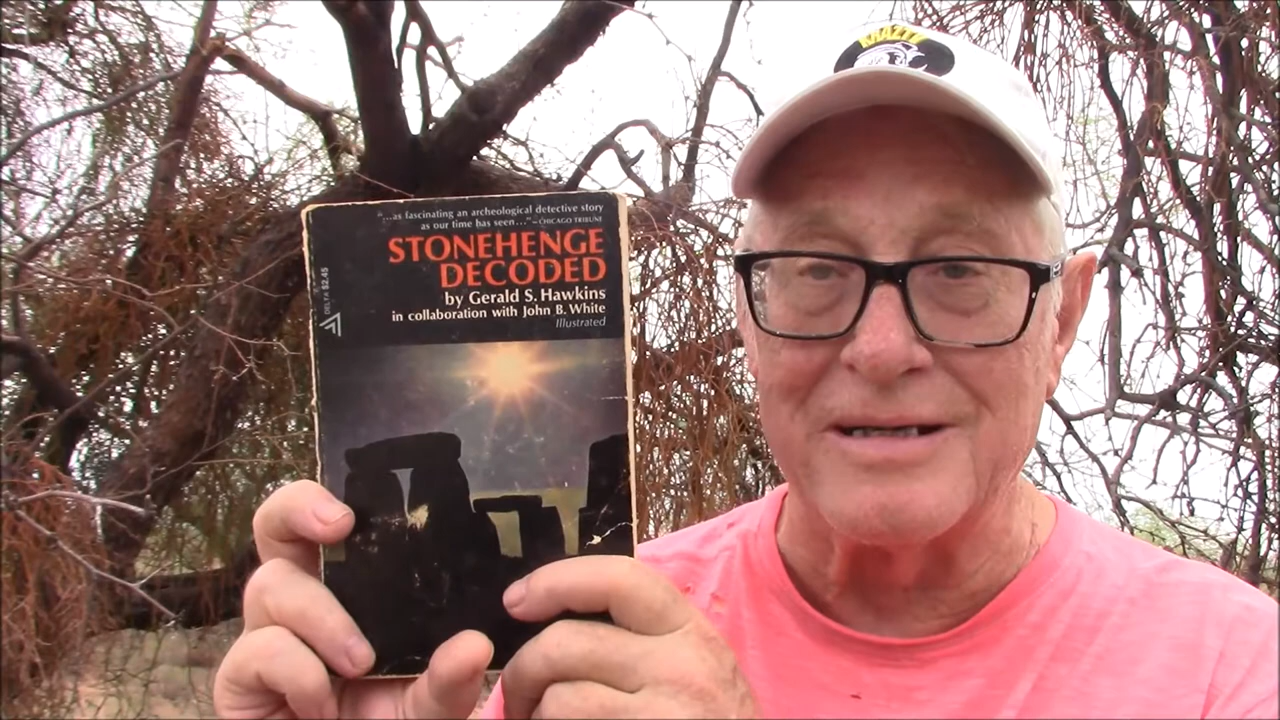 KRAZY
"...as fascinating an archeological detective story
as our time has seen..."—CHICAGO TRIBUNE
STONEHENGE
DECODED
by Gerald S. Hawkins
in collaboration with John B. White
Illustrated
DELTA $2.45